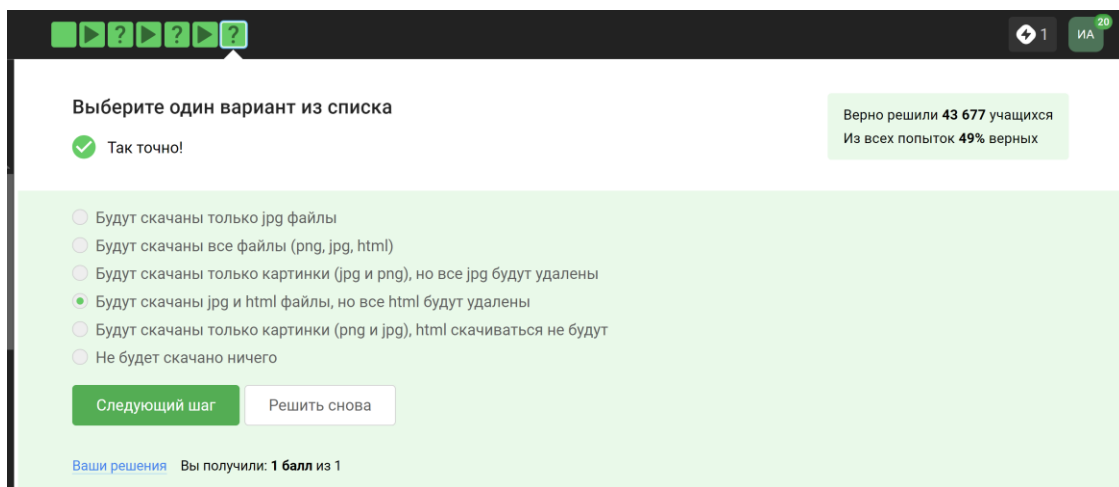 ? ? ?
1
ИА
20
Выберите один вариант из списка
Так точно!
Верно решили 43 677 учащихся
Из всех попыток 49% верных
Будут скачаны только jpg файлы
Будут скачаны все файлы (png, jpg, html)
Будут скачаны только картинки (jpg и png), но все jpg будут удалены
Будут скачаны jpg и html файлы, но все html будут удалены
Будут скачаны только картинки (png и jpg), html скачиваться не будут
Не будет скачано ничего
Следующий шаг
Решить снова
Ваши решения Вы получили: 1 балл из 1